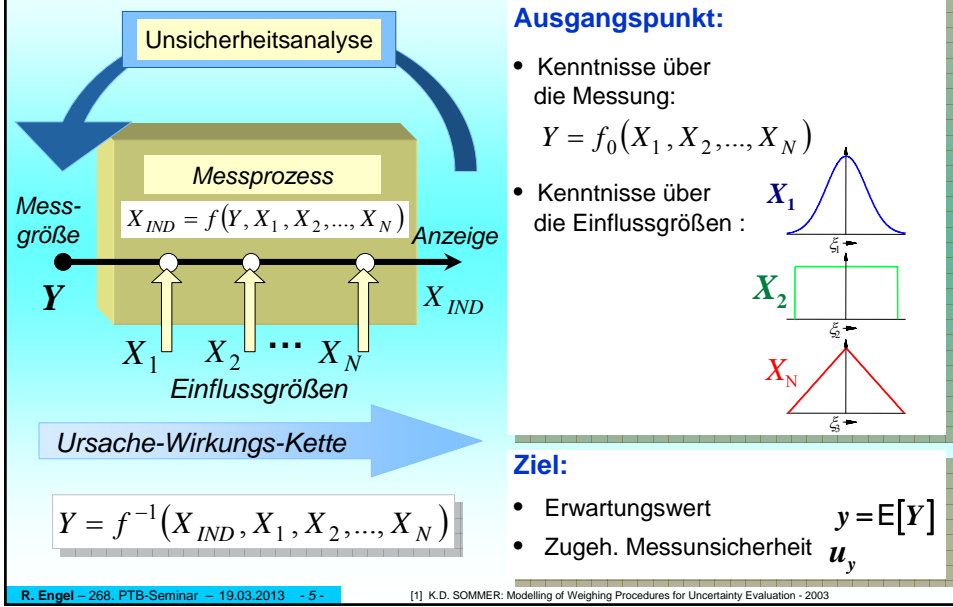 Unsicherheitsanalyse
Messprozess
X_IND = f(Y, X_1, X_2,..., X_N)
Mess-
größe
Anzeige
Y
X_IND
X_1 X_2 ... X_N
Einflussgrößen
Ursache-Wirkungs-Kette
Y = f^{-1}(X_IND, X_1, X_2,..., X_N)
Ausgangspunkt:
• Kenntnisse über
die Messung:
Y = f_0(X_1, X_2,..., X_N)
• Kenntnisse über
die Einflussgrößen :
X_1
ξ_1
X_2
ξ_2
X_N
ξ_3
Ziel:
• Erwartungswert y = E[Y]
• Zugeh. Messunsicherheit u_y
R. Engel – 268. PTB-Seminar – 19.03.2013 - 5 -
[1] K.D. SOMMER: Modelling of Weighing Procedures for Uncertainty Evaluation - 2003